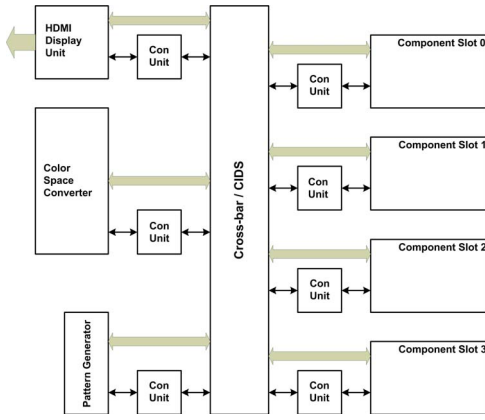 HDMI
Display
Unit
Con
Unit
Color
Space
Converter
Con
Unit
Pattern Generator
Con
Unit
Cross-bar / CIDS
Component Slot 0
Con
Unit
Component Slot 1
Con
Unit
Component Slot 2
Con
Unit
Component Slot 3
Con
Unit